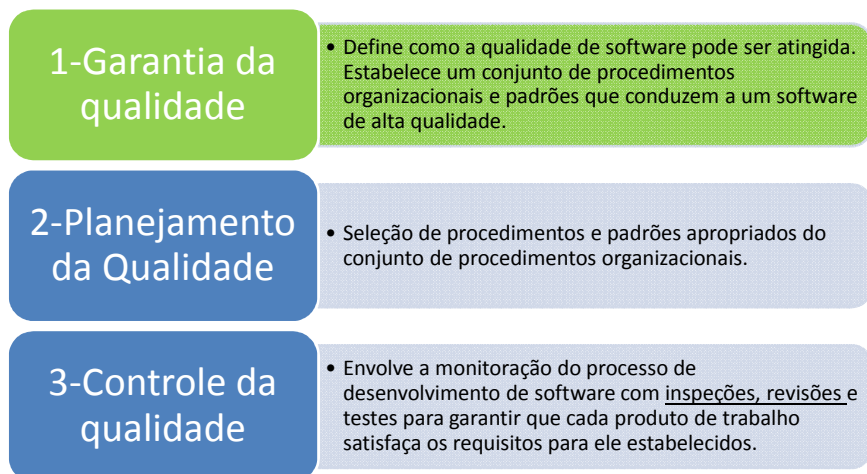 1-Garantia da
qualidade
• Define como a qualidade de software pode ser atingida.
Estabelece um conjunto de procedimentos
organizacionais e padrões que conduzem a um software
de alta qualidade.
2-Planejamento
da Qualidade
• Seleção de procedimentos e padrões apropriados do
conjunto de procedimentos organizacionais.
3-Controle da
qualidade
• Envolve a monitoração do processo de
desenvolvimento de software com inspeções, revisões e
testes para garantir que cada produto de trabalho
satisfaça os requisitos para ele estabelecidos.